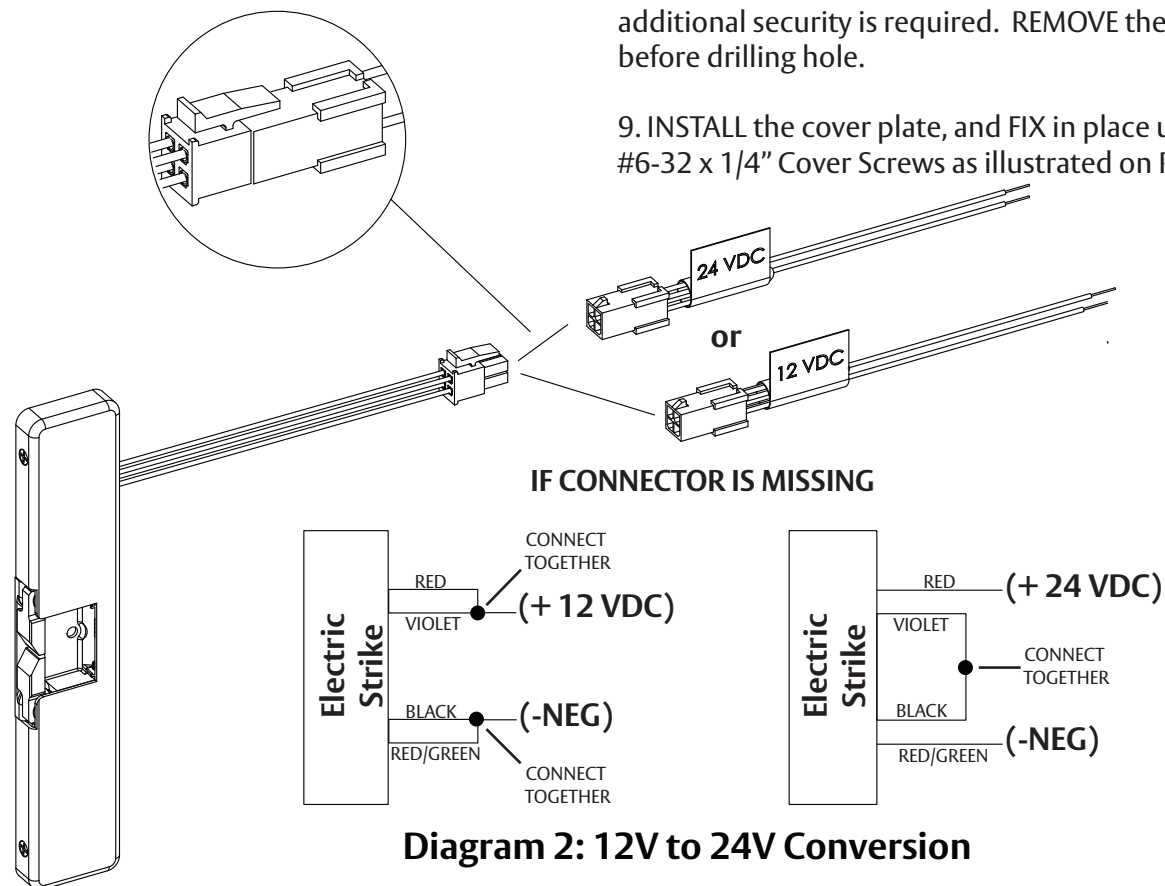 additional security is required. REMOVE the
before drilling hole.
9. INSTALL the cover plate, and FIX in place
#6-32 x 1/4” Cover Screws as illustrated on
24 VDC
or
12 VDC
IF CONNECTOR IS MISSING
CONNECT
TOGETHER
RED
(+ 12 VDC)
VIOLET
Electric
Strike
BLACK
(-NEG)
RED/GREEN
CONNECT
TOGETHER
RED
(+ 24 VDC)
VIOLET
Electric
Strike
CONNECT
TOGETHER
BLACK
(-NEG)
RED/GREEN
Diagram 2: 12V to 24V Conversion